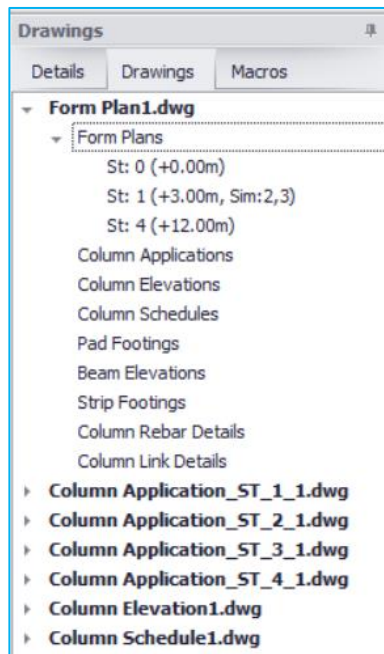 Drawings
Details Drawings Macros
Form Plan1.dwg
Form Plans
St: 0 (+0.00m)
St: 1 (+3.00m, Sim:2,3)
St: 4 (+12.00m)
Column Applications
Column Elevations
Column Schedules
Pad Footings
Beam Elevations
Strip Footings
Column Rebar Details
Column Link Details
Column Application_ST_1_1.dwg
Column Application_ST_2_1.dwg
Column Application_ST_3_1.dwg
Column Application_ST_4_1.dwg
Column Elevation1.dwg
Column Schedule1.dwg